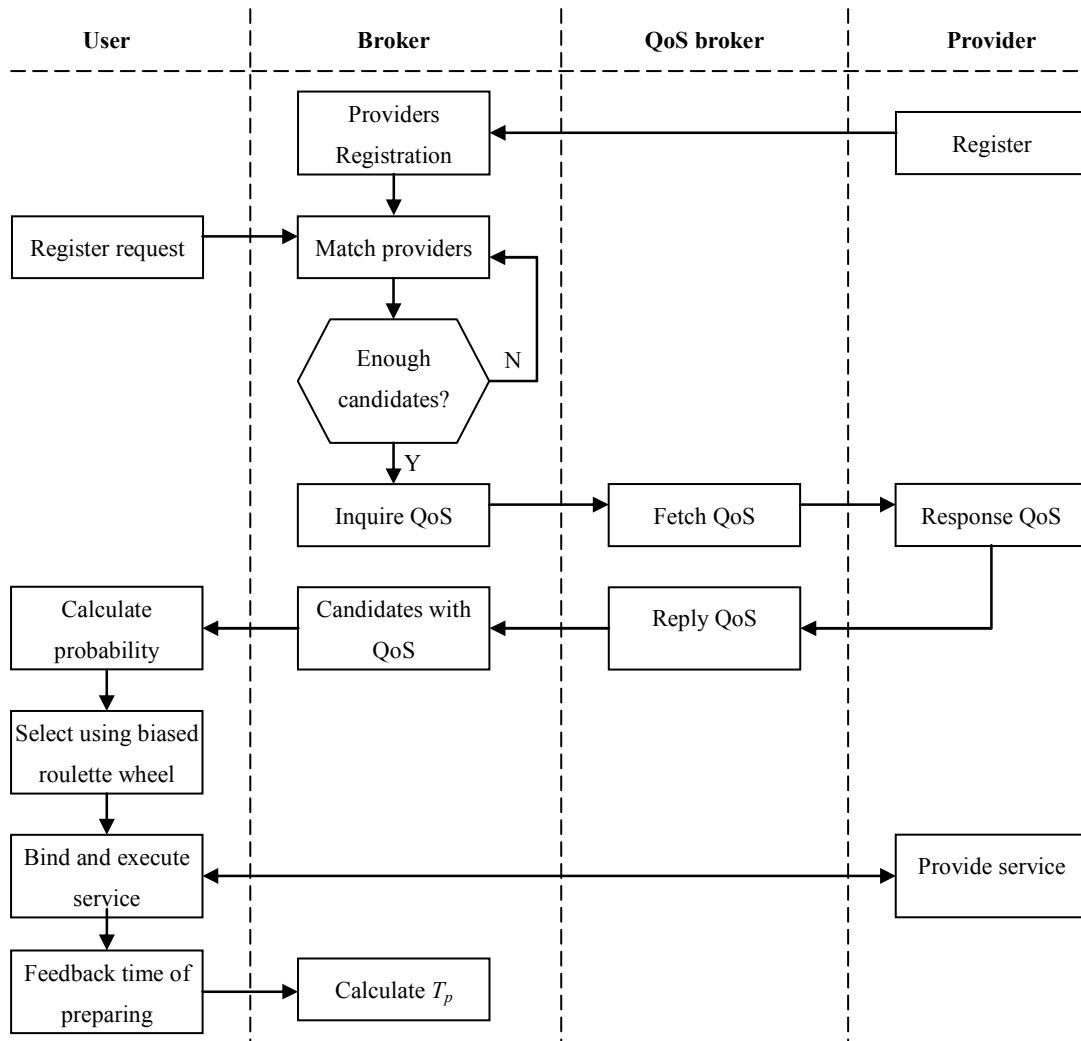 User
Broker
QoS broker
Provider
Providers
Registration
Register
Register request
Match providers
Enough
candidates?
N
Y
Inquire QoS
Fetch QoS
Response QoS
Calculate
probability
Candidates with
QoS
Reply QoS
Select using biased
roulette wheel
Bind and execute
service
Provide service
Feedback time of
preparing
Calculate Tp